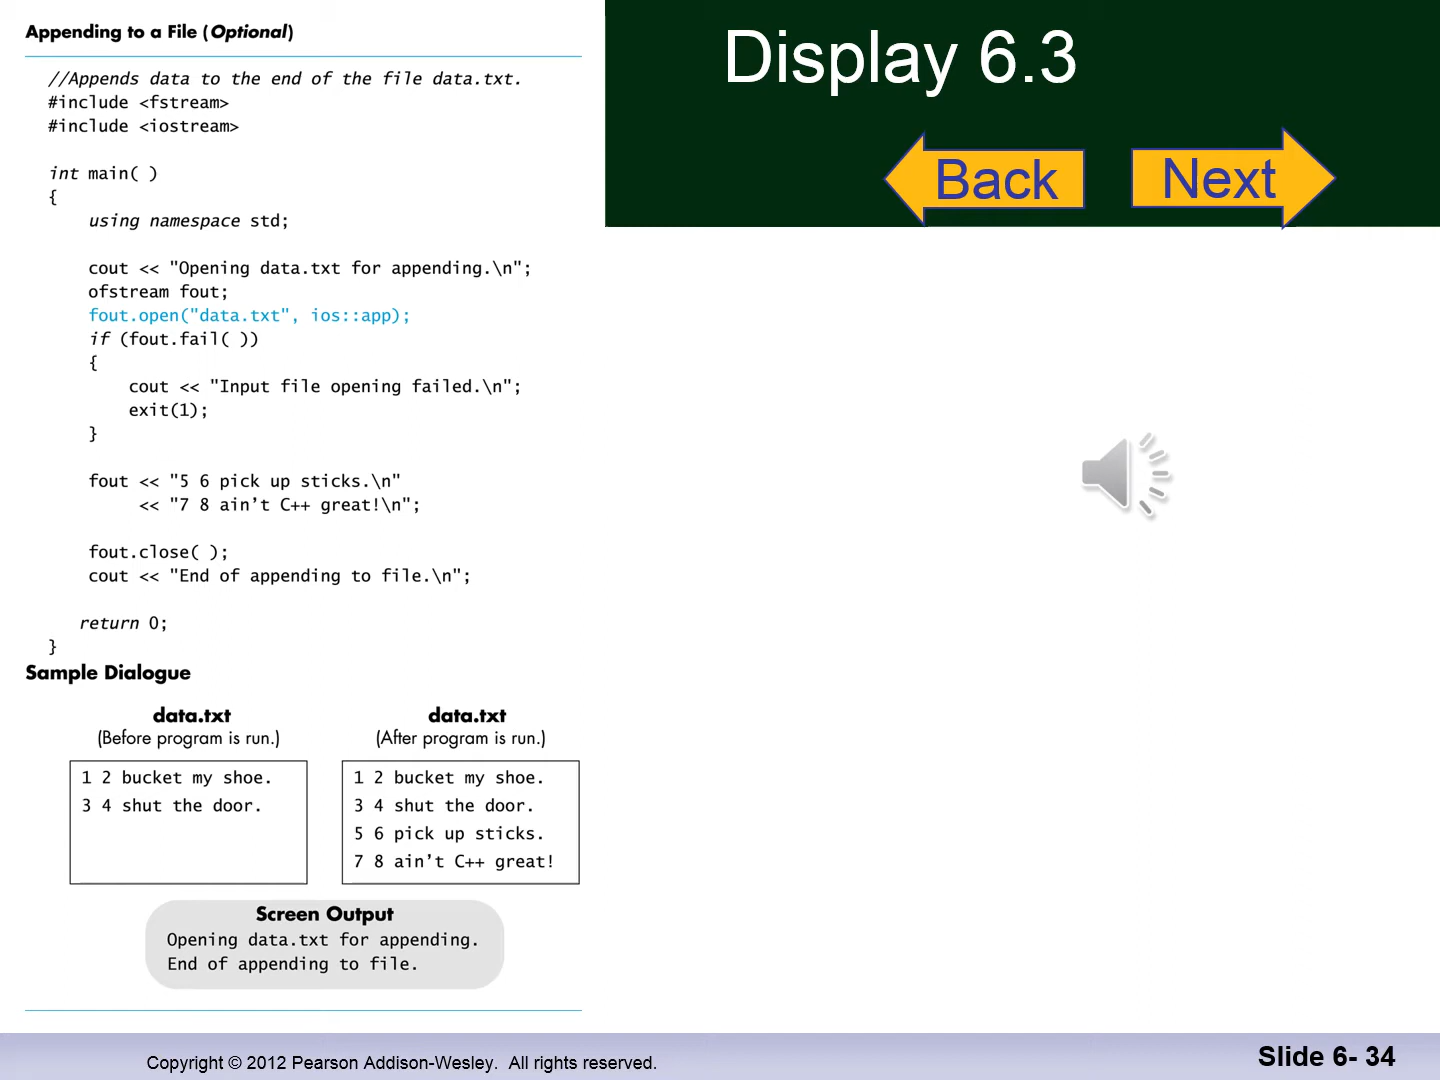 Appending to a File (Optional)
//Appends data to the end of the file data.txt.
#include <fstream>
#include <iostream>
int main( )
{
using namespace std;
cout << "Opening data.txt for appending.\n";
ofstream fout;
fout.open("data.txt", ios::app);
if (fout.fail( ))
{
cout << "Input file opening failed.\n";
exit(1);
}
fout << "5 6 pick up sticks.\n"
<< "7 8 ain’t C++ great!\n";
fout.close( );
cout << "End of appending to file.\n";
return 0;
}
Sample Dialogue
data.txt
(Before program is run.)
1 2 bucket my shoe.
3 4 shut the door.
data.txt
(After program is run.)
1 2 bucket my shoe.
3 4 shut the door.
5 6 pick up sticks.
7 8 ain’t C++ great!
Screen Output
Opening data.txt for appending.
End of appending to file.
Display 6.3
Back Next
Copyright © 2012 Pearson Addison-Wesley. All rights reserved.
Slide 6- 34